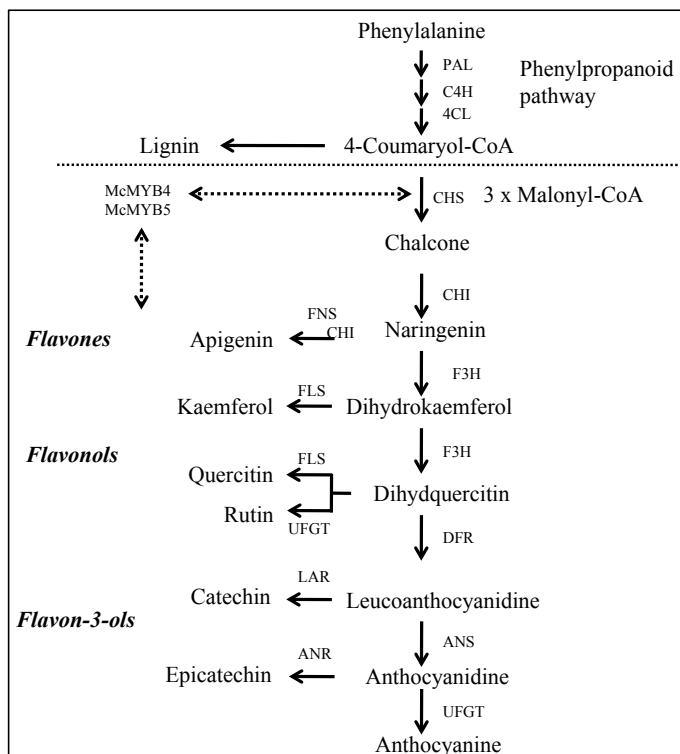 Phenylalanine
PAL
Phenylpropanoid
pathway
C4H
4CL
Lignin
4-Coumaryol-CoA
McMYB4
McMYB5
CHS
3 x Malonyl-CoA
Chalcone
CHI
FNS
CHI
Flavones
Apigenin
Naringenin
F3H
FLS
Kaemferol
Dihydrokaemferol
Flavonols
F3H
FLS
Quercitin
Dihydquercitin
Rutin
UFGT
DFR
LAR
Catechin
Leucoanthocyanidine
Flavon-3-ols
ANS
ANR
Epicatechin
Anthocyanidine
UFGT
Anthocyanine